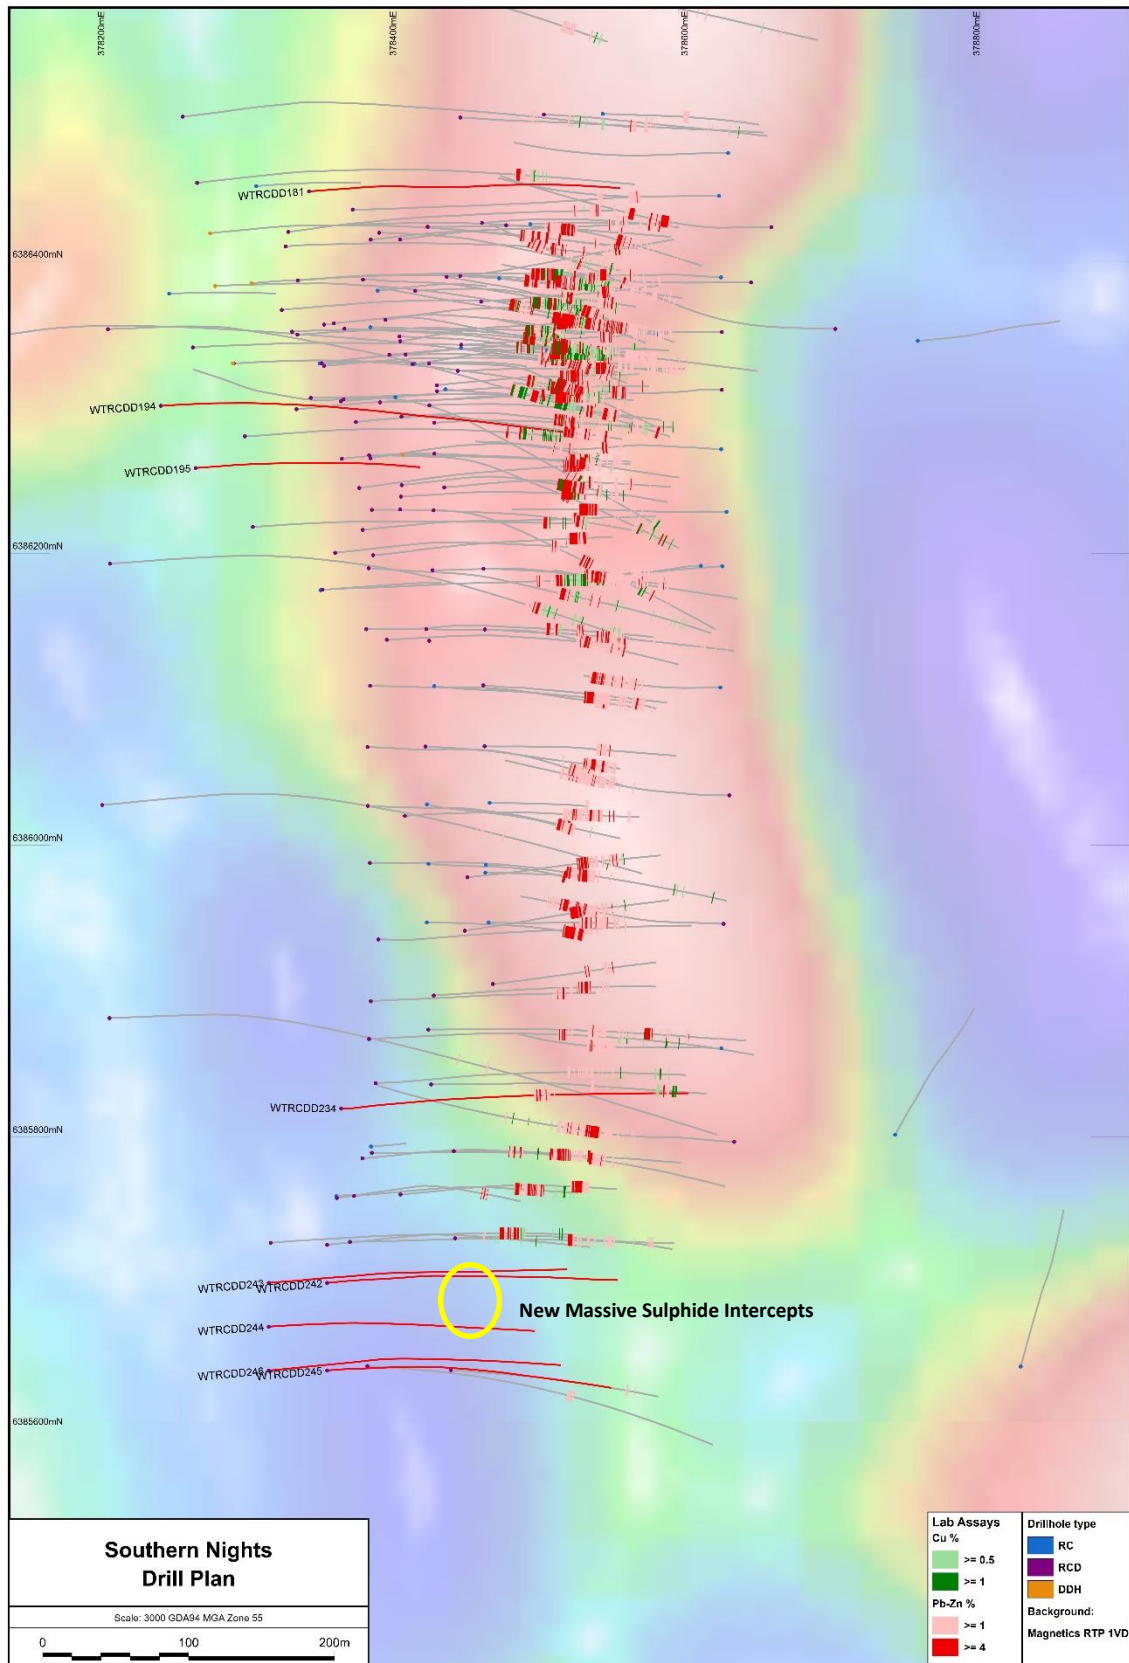 378200mE
378400mE
378600mE
378800mE
WTRCDD181
6386400mN
WTRCDD194
WTRCDD195
6386200mN
6386000mN
WTRCDD234
6385800mN
WTRCDD243
WTRCDD242
New Massive Sulphide Intercepts
WTRCDD244
WTRCDD245
6385600mN
Southern Nights
Drill Plan
Scale: 3000 GDA94 MGA Zone 55
0 100 200m
Lab Assays
Cu %
>= 0.5
>= 1
Pb-Zn %
>= 1
>= 4
Drillhole type
RC
RCD
DDH
Background:
Magnetics RTP 1VD